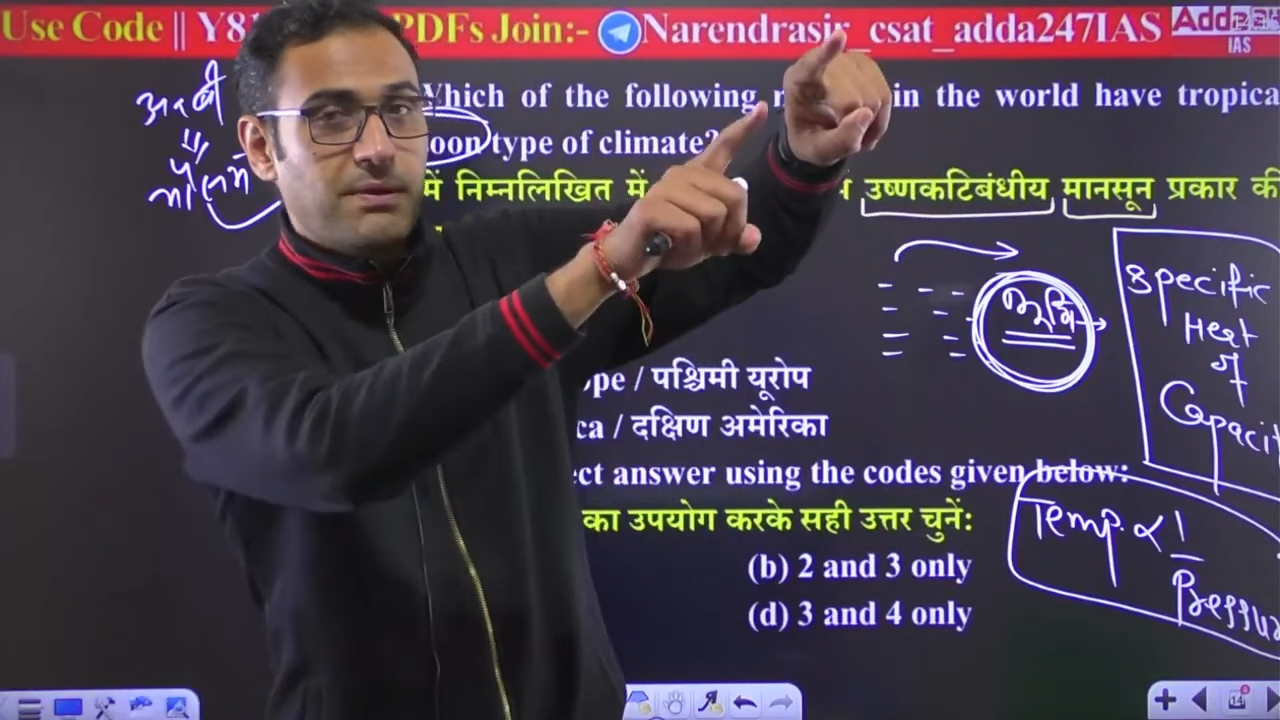 Use Code || Y8 PDFs Join:- Narendrasir_csat_adda247IAS Adda247
IAS
अरबी
Which of the following in the world have tropica
मौसम
oon type of climate?
में निम्नलिखित में उष्णकटिबंधीय मानसून प्रकार की
भूमि
Specific
Heat
of
Capacit
ope / पश्चिमी यूरोप
ca / दक्षिण अमेरिका
ect answer using the codes given below:
का उपयोग करके सही उत्तर चुनें:
Temp. ∝ 1
Pressu
(b) 2 and 3 only
(d) 3 and 4 only
14